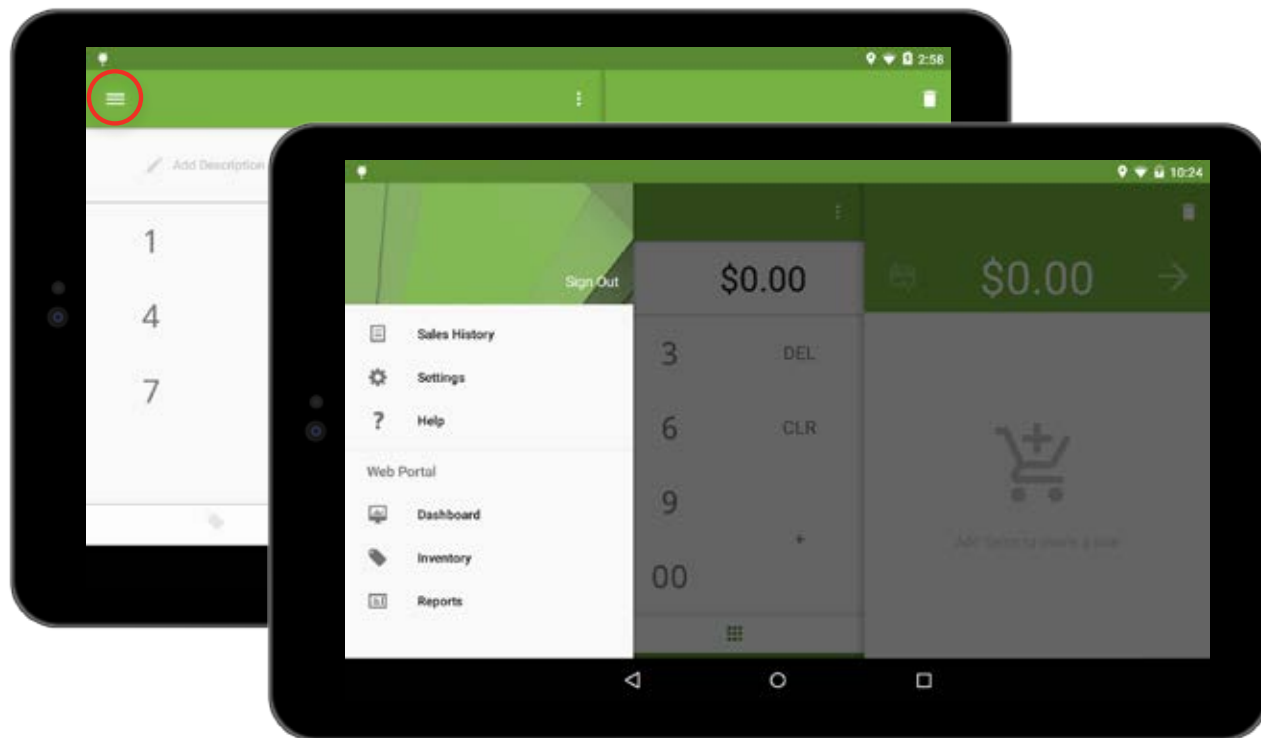 2:58
Add Description
1
4
7
10:24
Sign Out
$0.00
$0.00
Sales History
Settings
Help
3
DEL
6
CLR
Web Portal
Dashboard
9
Inventory
+
00
Reports